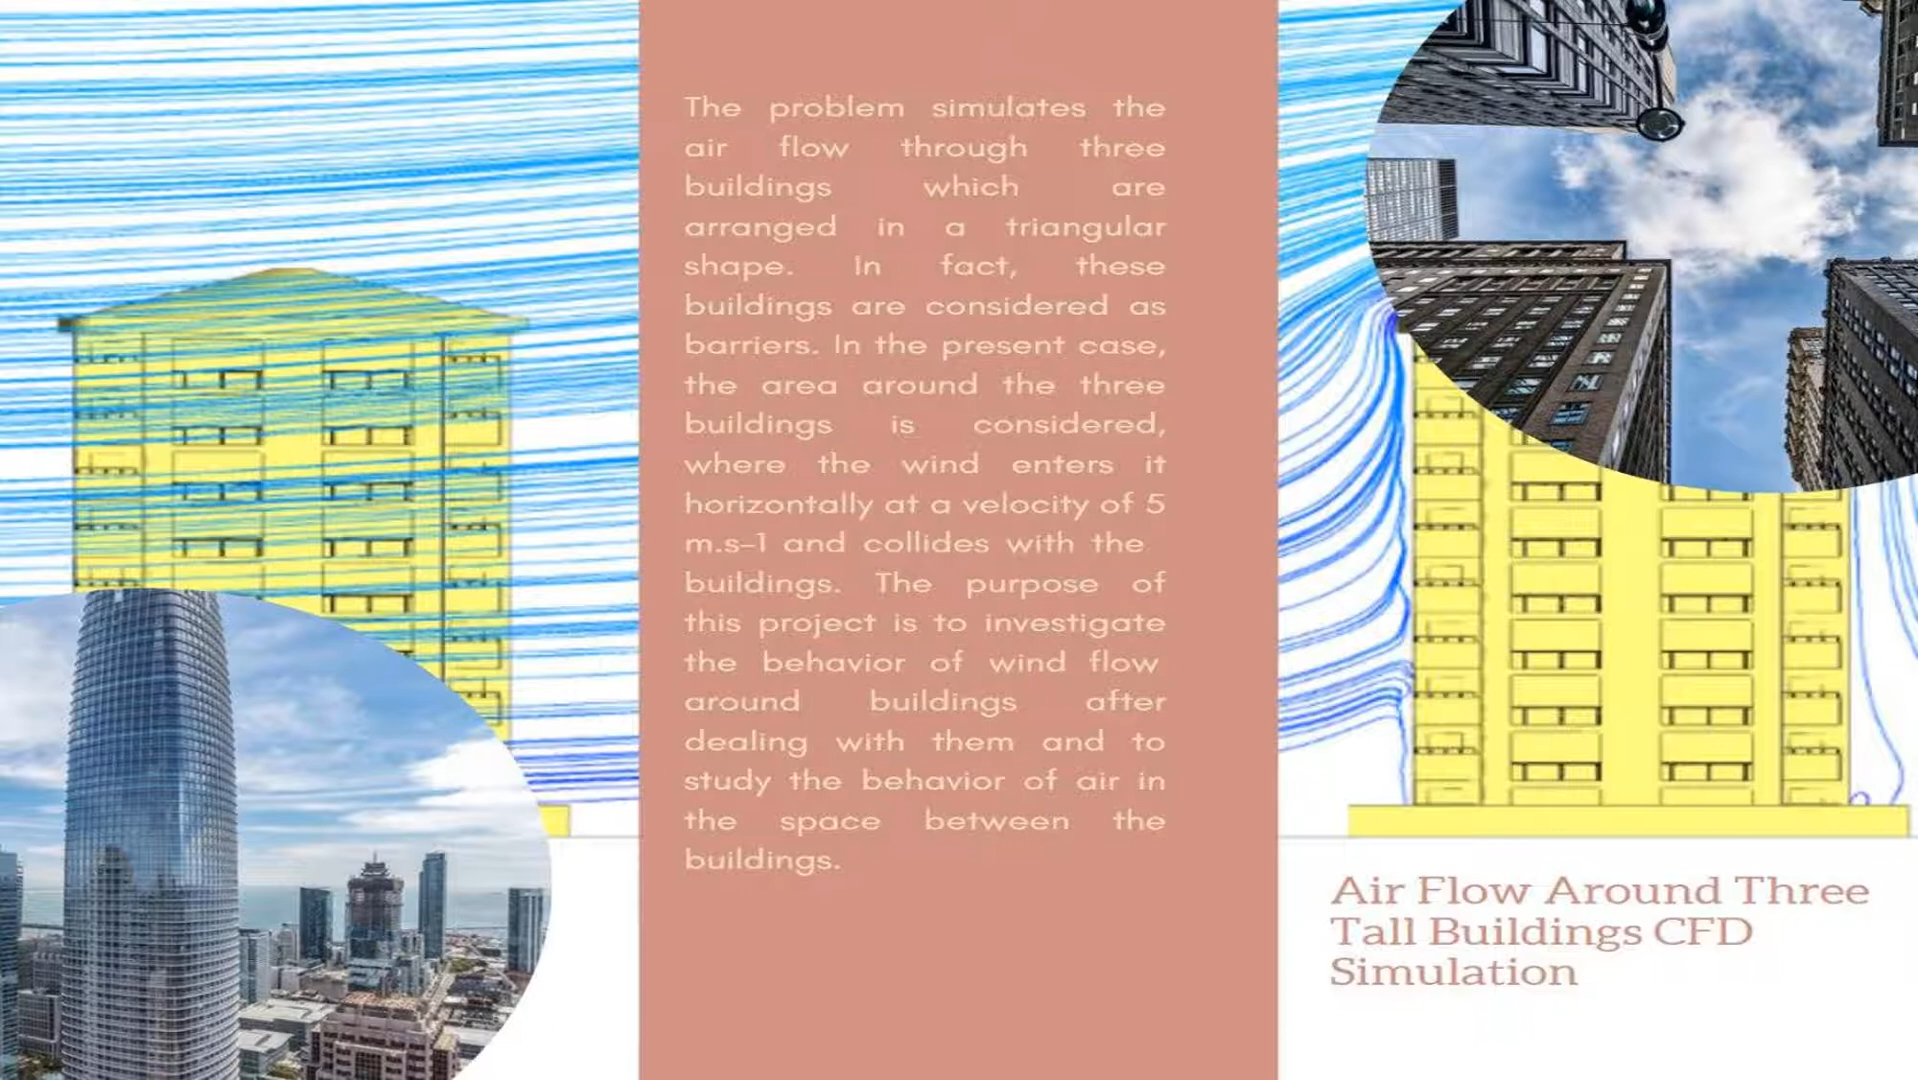 The problem simulates the
air flow through three
buildings which are
arranged in a triangular
shape. In fact, these
buildings are considered as
barriers. In the present case,
the area around the three
buildings is considered,
where the wind enters it
horizontally at a velocity of 5
m.s-1 and collides with the
buildings. The purpose of
this project is to investigate
the behavior of wind flow
around buildings after
dealing with them and to
study the behavior of air in
the space between the
buildings.
Air Flow Around Three
Tall Buildings CFD
Simulation